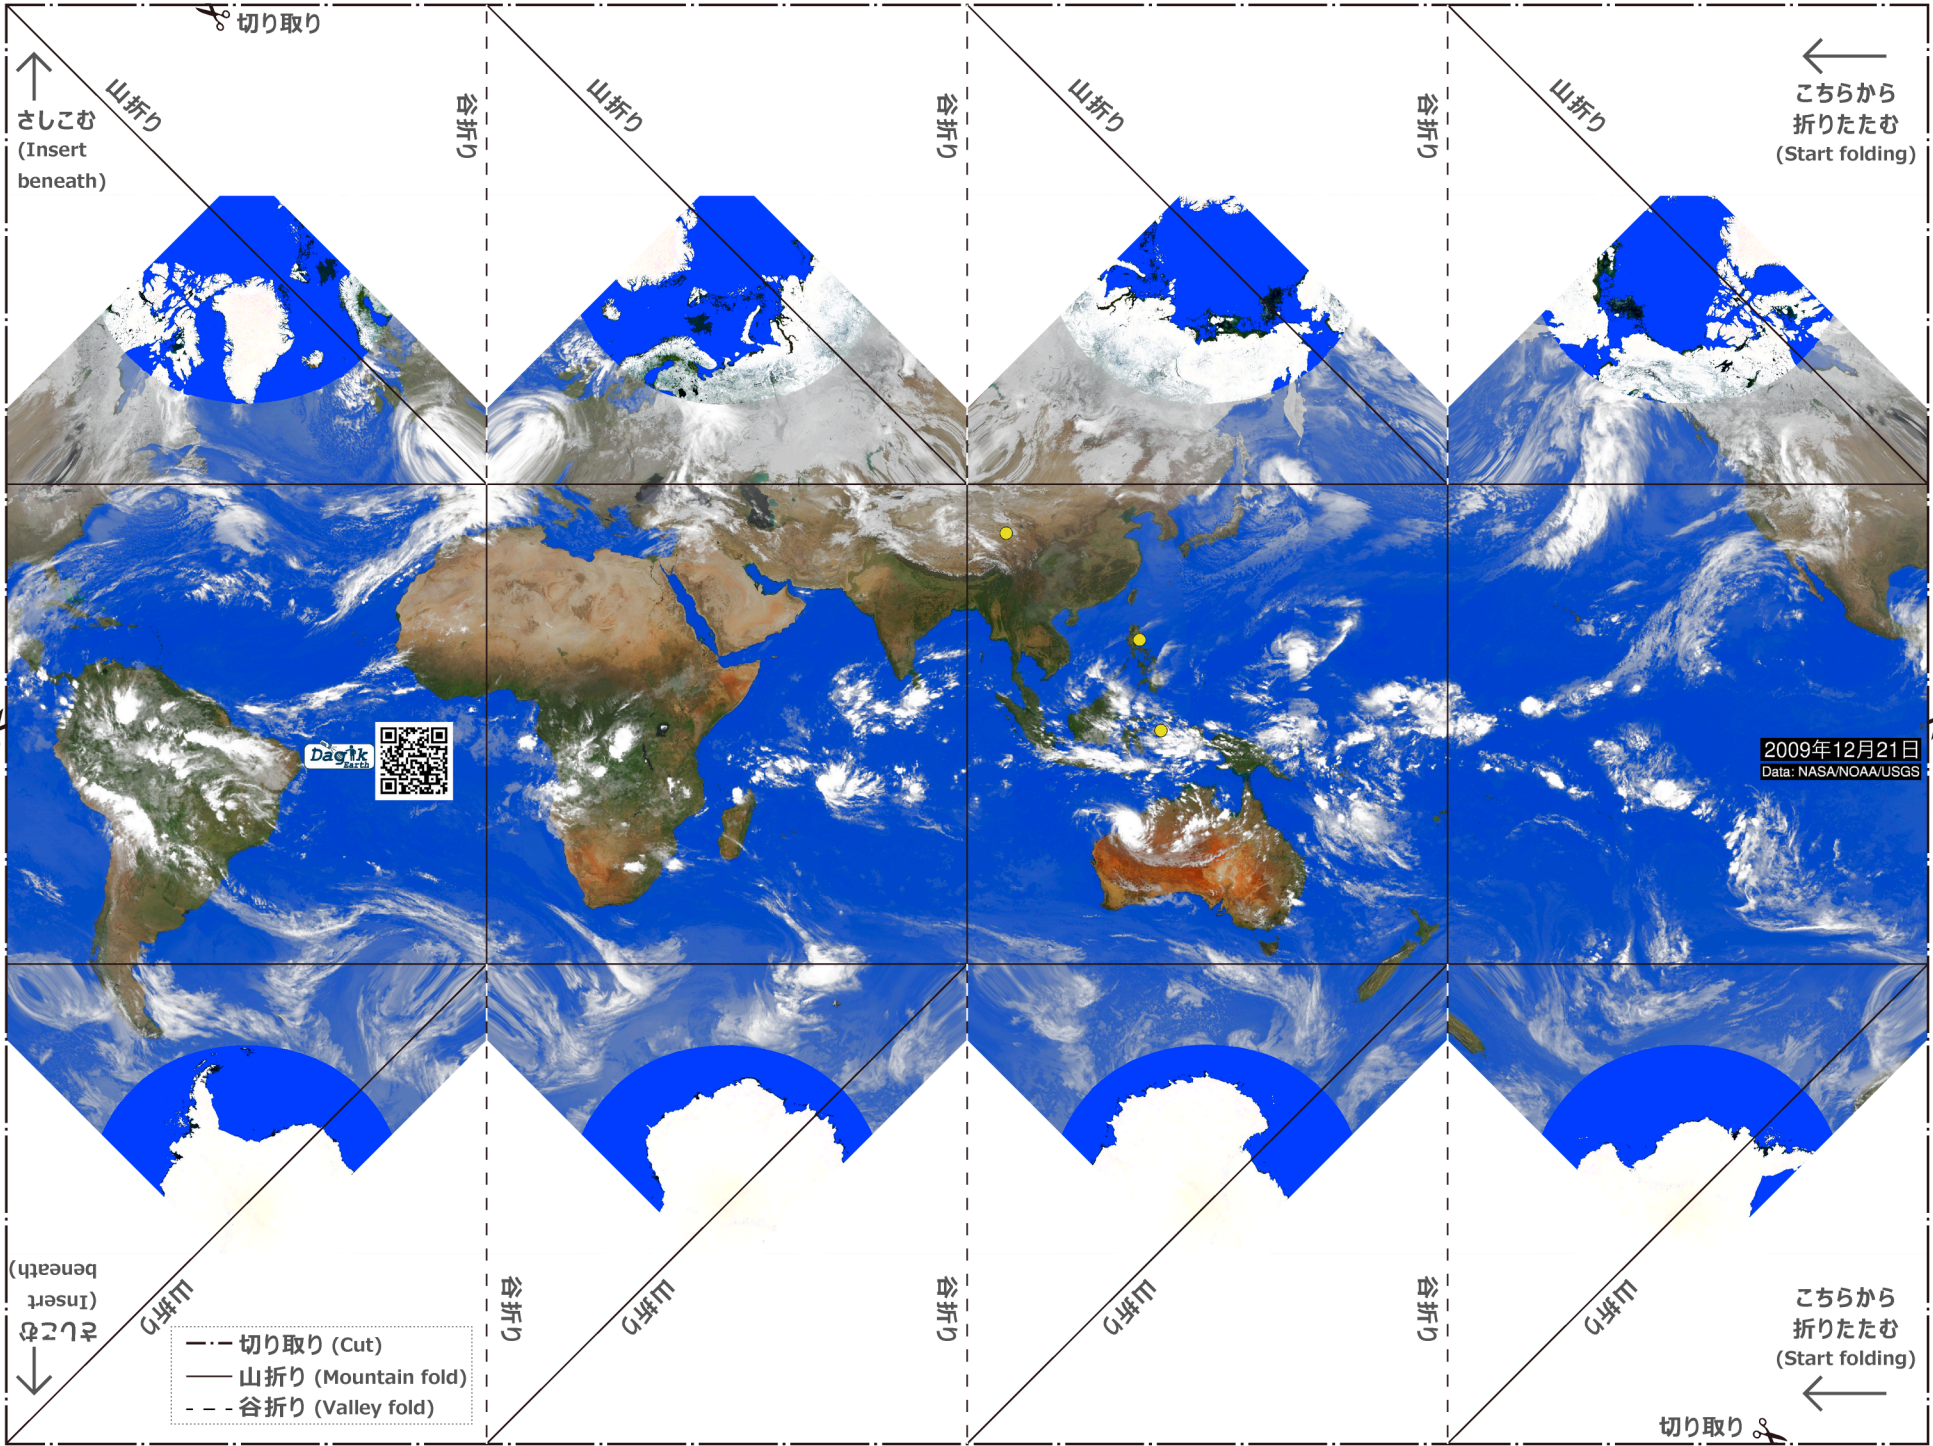 切り取り
山折り
谷折り
山折り
谷折り
山折り
谷折り
山折り
さしこむ
(Insert
beneath)
こちらから
折りたたむ
(Start folding)
Dagik
Earth
2009年12月21日
Data: NASA/NOAA/USGS
さしこむ
(Insert
beneath)
山折り
谷折り
山折り
谷折り
山折り
谷折り
山折り
こちらから
折りたたむ
(Start folding)
切り取り (Cut)
山折り (Mountain fold)
谷折り (Valley fold)
切り取り